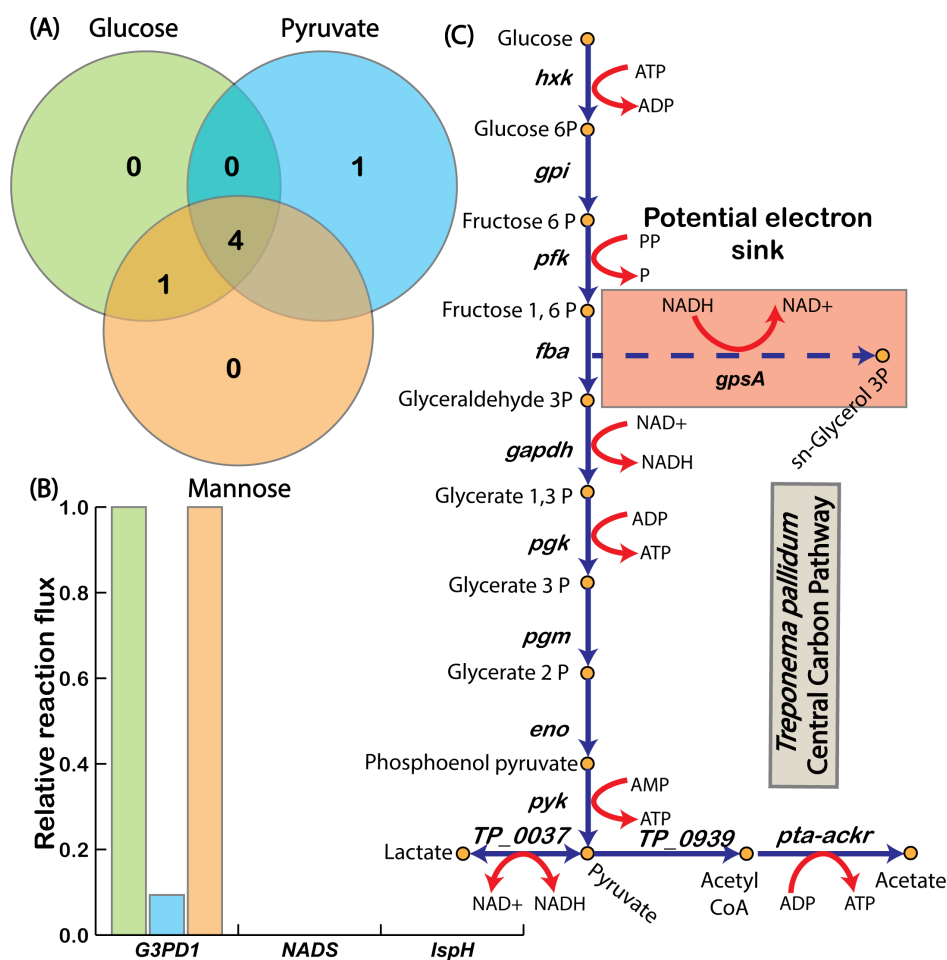 (A)
Glucose
Pyruvate
0
0
1
4
1
0
Mannose
(B)
Relative reaction flux
1.0
0.8
0.6
0.4
0.2
0.0
G3PD1
NADS
IspH
(C)
Glucose
hxk
ATP
ADP
Glucose 6P
gpi
Fructose 6 P
pfk
PP
P
Potential electron
sink
Fructose 1, 6 P
fba
NADH
NAD+
gpsA
sn-Glycerol 3P
Glyceraldehyde 3P
gapdh
NAD+
NADH
Glycerate 1,3 P
pgk
ADP
ATP
Glycerate 3 P
pgm
Glycerate 2 P
eno
Phosphoenol pyruvate
pyk
AMP
ATP
Treponema pallidum
Central Carbon Pathway
Lactate
TP_0037
NAD+
NADH
Pyruvate
TP_0939
Acetyl
CoA
pta-ackr
ADP
ATP
Acetate